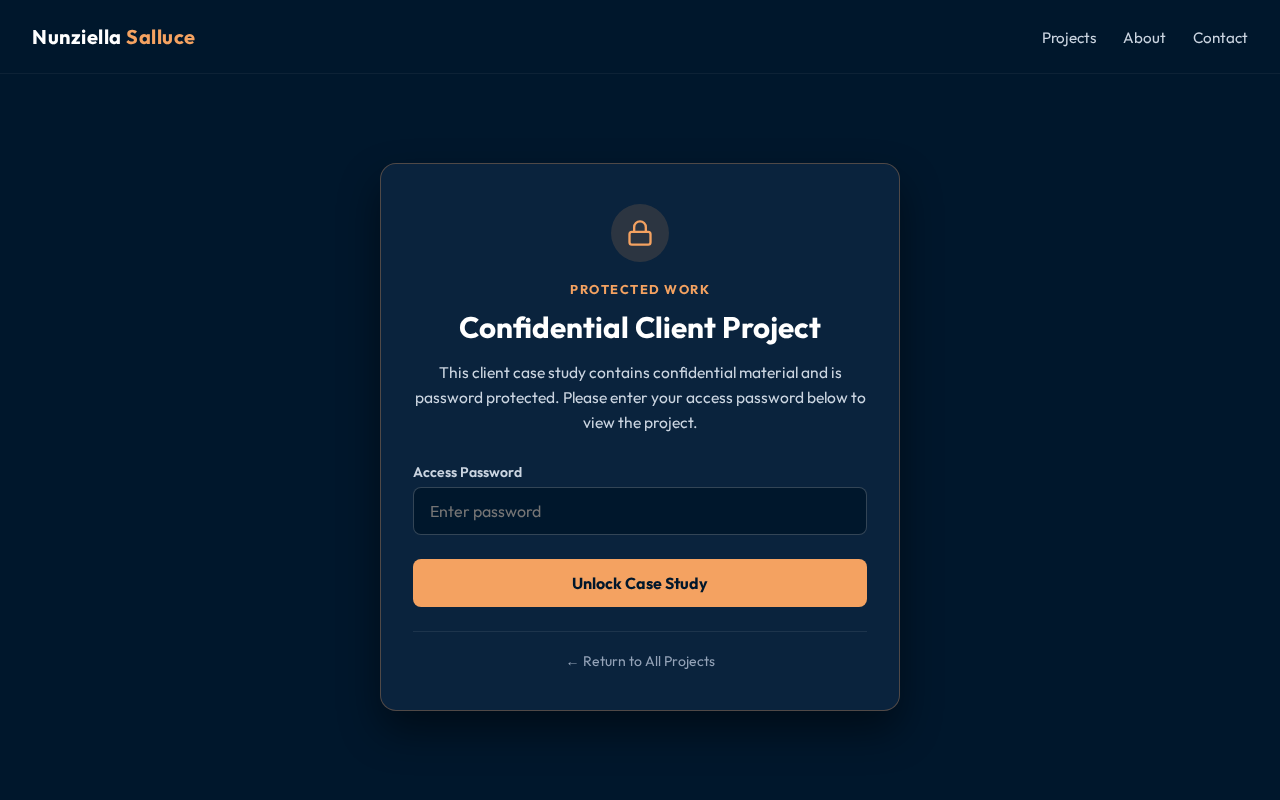 Nunziella Salluce
Projects
About
Contact
PROTECTED WORK
Confidential Client Project
This client case study contains confidential material and is
password protected. Please enter your access password below to
view the project.
Access Password
Enter password
Unlock Case Study
← Return to All Projects